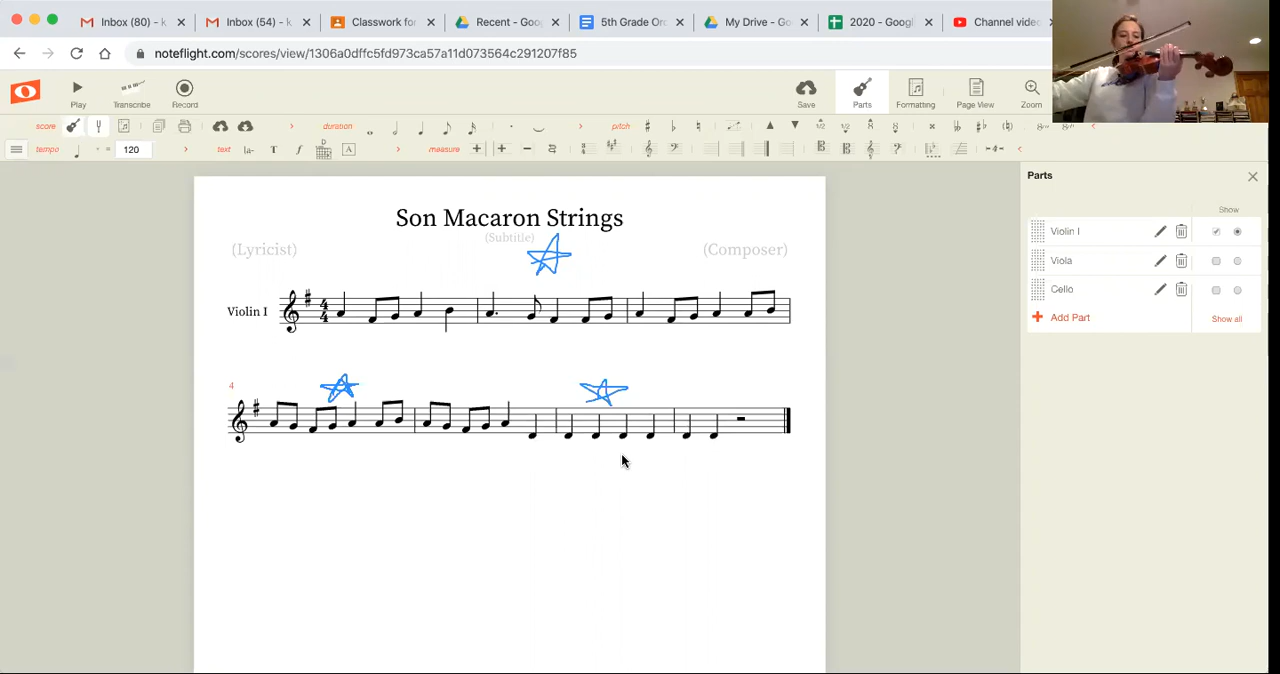 Inbox (80) - k
Inbox (54) - k
Classwork for
Recent - Goo
5th Grade Orc
My Drive - Go
2020 - Googl
Channel video
noteflight.com/scores/view/1306a0dffc5fd973ca57a11d073564c291207f85
Play
Transcribe
Record
Save
Parts
Formatting
Page View
Zoom
score
duration
pitch
tempo
= 120
text
measure
Parts
Show
Violin I
Viola
Cello
+ Add Part
Show all
Son Macaron Strings
(Subtitle)
(Lyricist)
(Composer)
Violin I
4